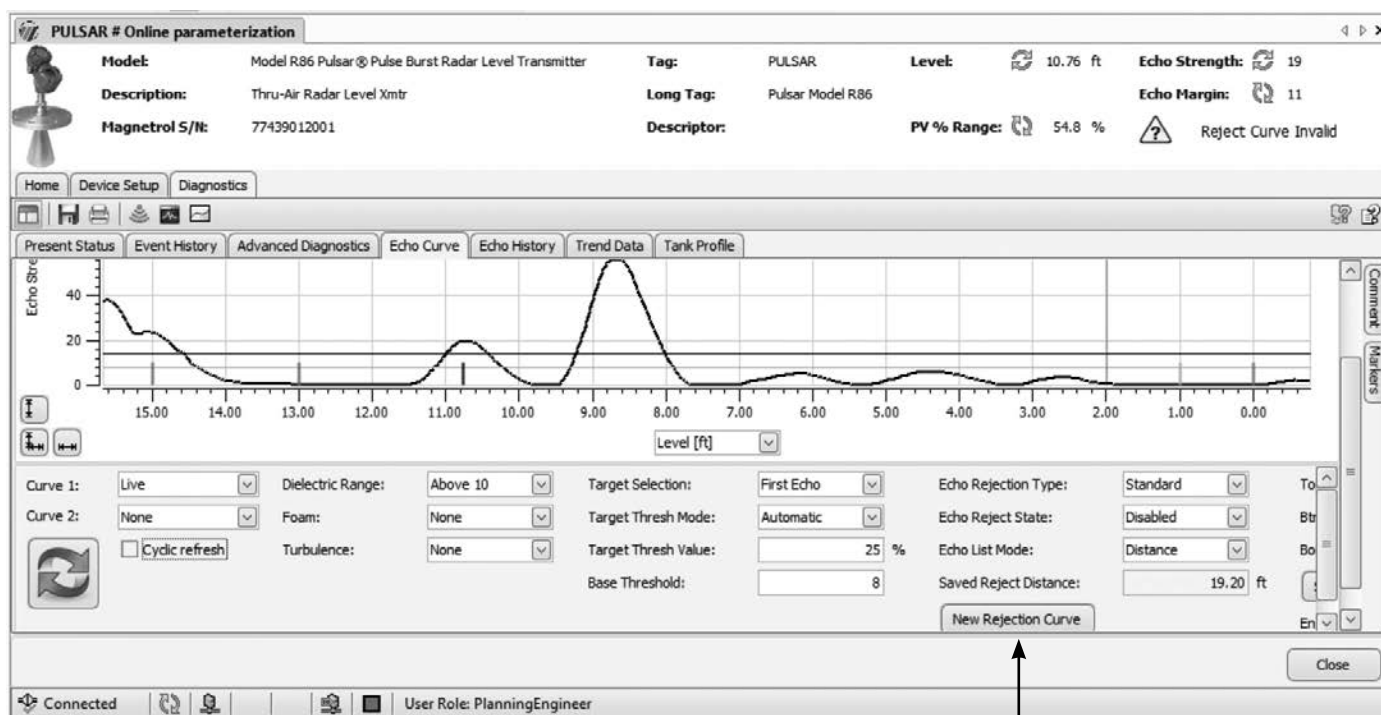 PULSAR # Online parameterization
Model: Model R86 Pulsar® Pulse Burst Radar Level Transmitter Tag: PULSAR Level: 10.76 ft Echo Strength: 19
Description: Thru-Air Radar Level Xmtr Long Tag: Pulsar Model R86 Echo Margin: 11
Magnetrol S/N: 77439012001 Descriptor: PV % Range: 54.8 % Reject Curve Invalid
Home Device Setup Diagnostics
Present Status Event History Advanced Diagnostics Echo Curve Echo History Trend Data Tank Profile
Echo Stre
40
20
0
15.00 14.00 13.00 12.00 11.00 10.00 9.00 8.00 7.00 6.00 5.00 4.00 3.00 2.00 1.00 0.00
Level [ft]
Comment
Markers
Curve 1: Live Dielectric Range: Above 10 Target Selection: First Echo Echo Rejection Type: Standard To
Curve 2: None Foam: None Target Thresh Mode: Automatic Echo Reject State: Disabled Btr
Cyclic refresh Turbulence: None Target Thresh Value: 25 % Echo List Mode: Distance Bo
Base Threshold: 8 Saved Reject Distance: 19.20 ft
New Rejection Curve En
Close
Connected User Role: PlanningEngineer